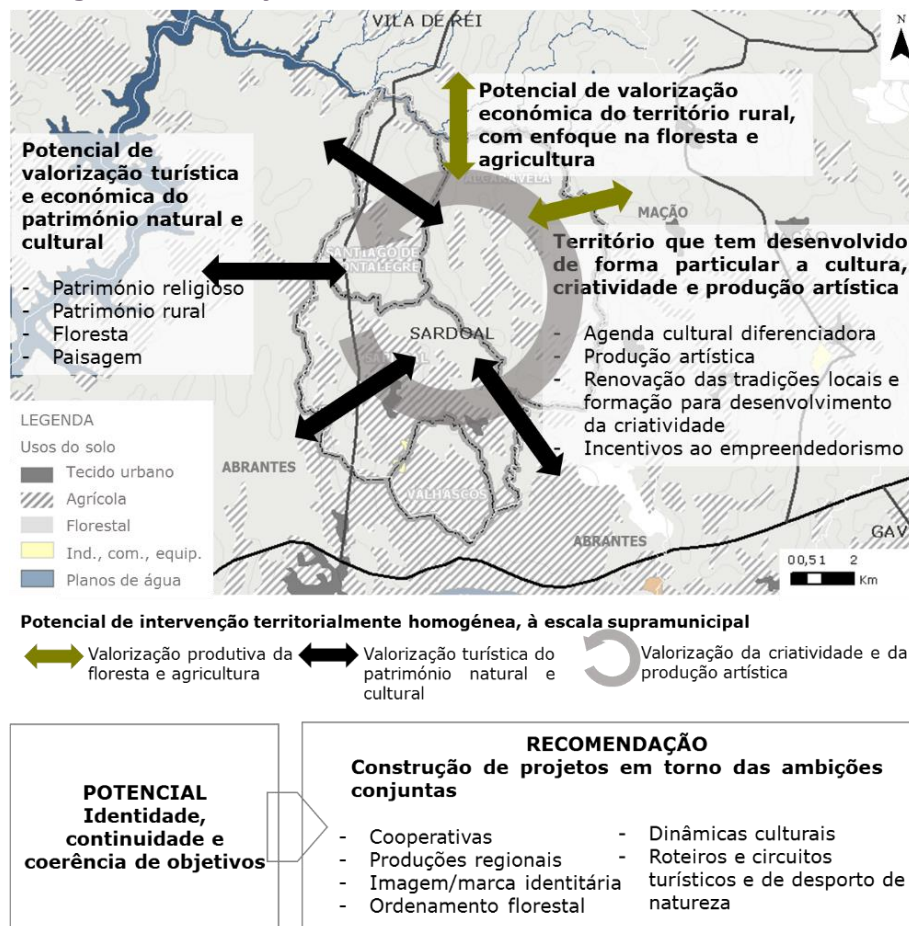 VILA DE REI
N
Potencial de valorização
económica do território rural,
com enfoque na floresta e
agricultura
Potencial de
valorização turística
e económica do
património natural e
cultural
- Património religioso
- Património rural
- Floresta
- Paisagem
ALCARAVELA
MAÇÃO
Território que tem desenvolvido
de forma particular a cultura,
criatividade e produção artística
- Agenda cultural diferenciadora
- Produção artística
- Renovação das tradições locais e
formação para desenvolvimento
da criatividade
- Incentivos ao empreendedorismo
SANTIAGO DE
SARDOAL
VALHASCOS
ABRANTES
ABRANTES
GAV
LEGENDA
Usos do solo
Tecido urbano
Agrícola
Florestal
Ind., com., equip.
Planos de água
0 0,5 1 2
Km
Potencial de intervenção territorialmente homogénea, à escala supramunicipal
Valorização produtiva da
floresta e agricultura
Valorização turística do
património natural e
cultural
Valorização da criatividade e da
produção artística
POTENCIAL
Identidade,
continuidade e
coerência de objetivos
RECOMENDAÇÃO
Construção de projetos em torno das ambições
conjuntas
- Cooperativas
- Produções regionais
- Imagem/marca identitária
- Ordenamento florestal
- Dinâmicas culturais
- Roteiros e circuitos
turísticos e de desporto de
natureza